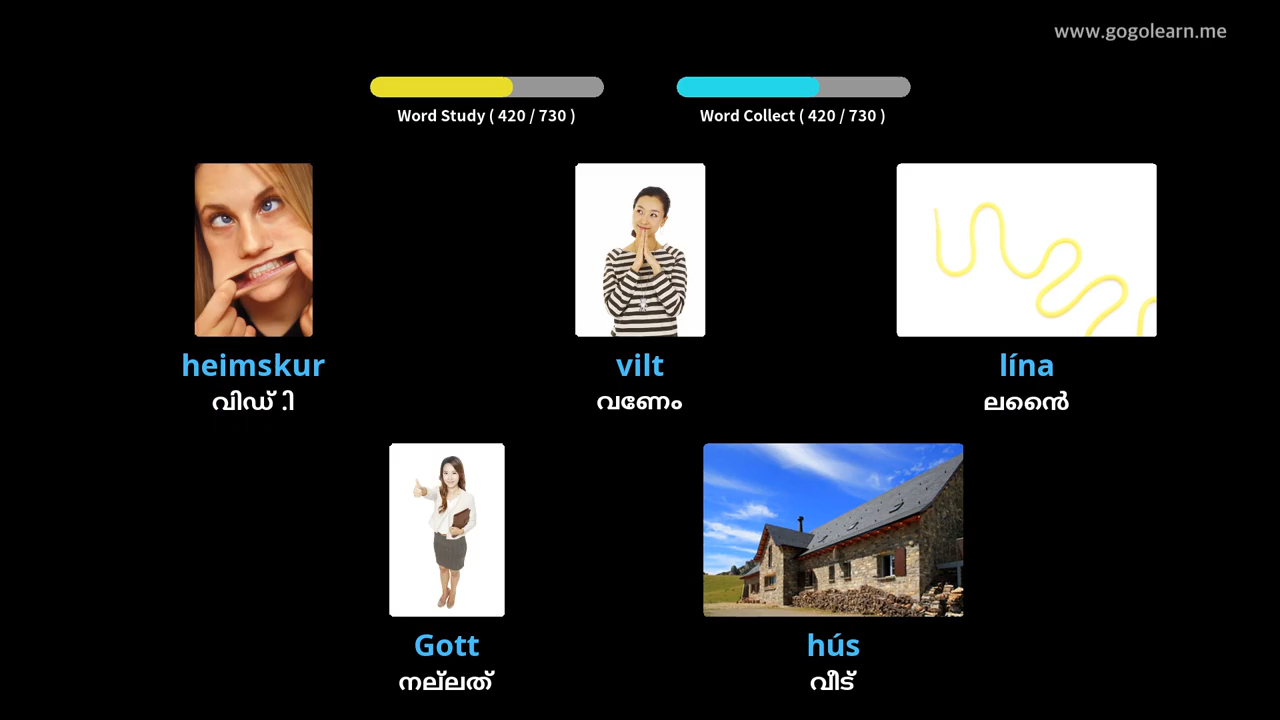 www.gogolearn.me
Word Study ( 420 / 730 )
Word Collect ( 420 / 730 )
heimskur
വിഡ് ിഃ
vilt
വണേം
lína
ലൈൻ
Gott
നല്ലത്
hús
വീട്